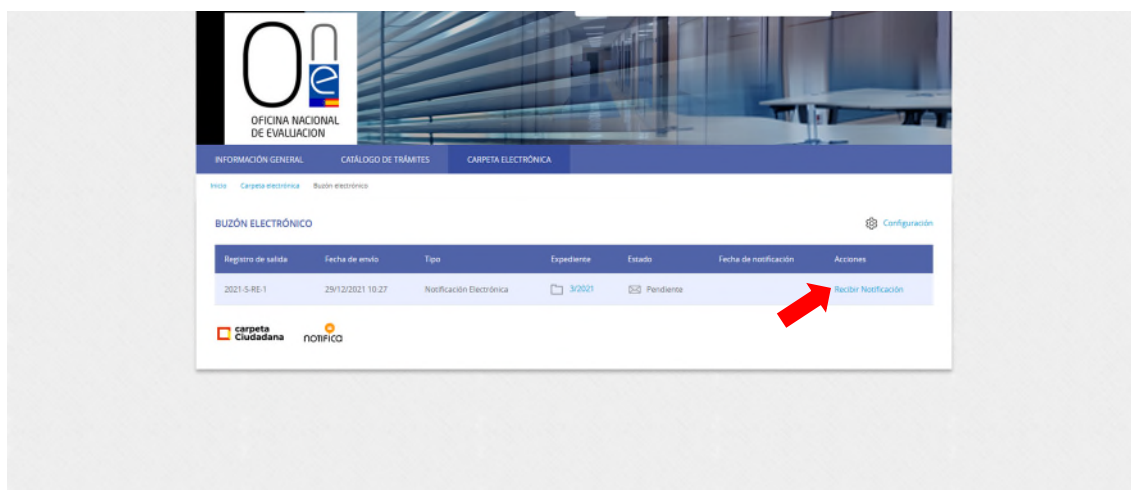 OFICINA NACIONAL
DE EVALUACION
INFORMACIÓN GENERAL CATÁLOGO DE TRÁMITES CARPETA ELECTRÓNICA
Inicio Carpeta electrónica Buzón electrónico
BUZÓN ELECTRÓNICO Configuración
Registro de salida Fecha de envío Tipo Expediente Estado Fecha de notificación Acciones
2021-S-RE-1 29/12/2021 10:27 Notificación Electrónica 3/2021 Pendiente Recibir Notificación
carpeta
Ciudadana notifica